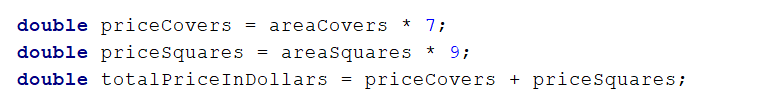 double priceCovers = areaCovers * 7;
double priceSquares = areaSquares * 9;
double totalPriceInDollars = priceCovers + priceSquares;